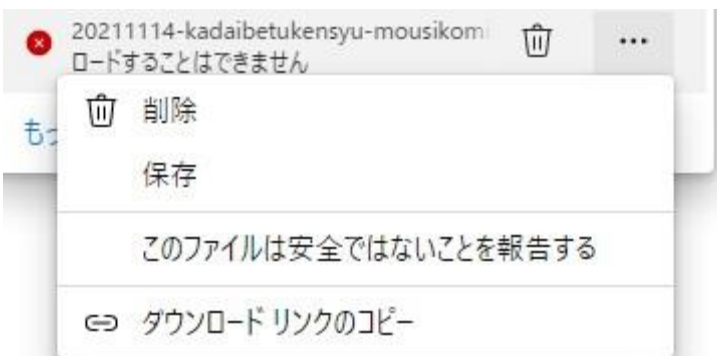 20211114-kadaibetukensyu-mousikomi
ロードすることはできません
削除
も
保存
このファイルは安全ではないことを報告する
ダウンロード リンクのコピー